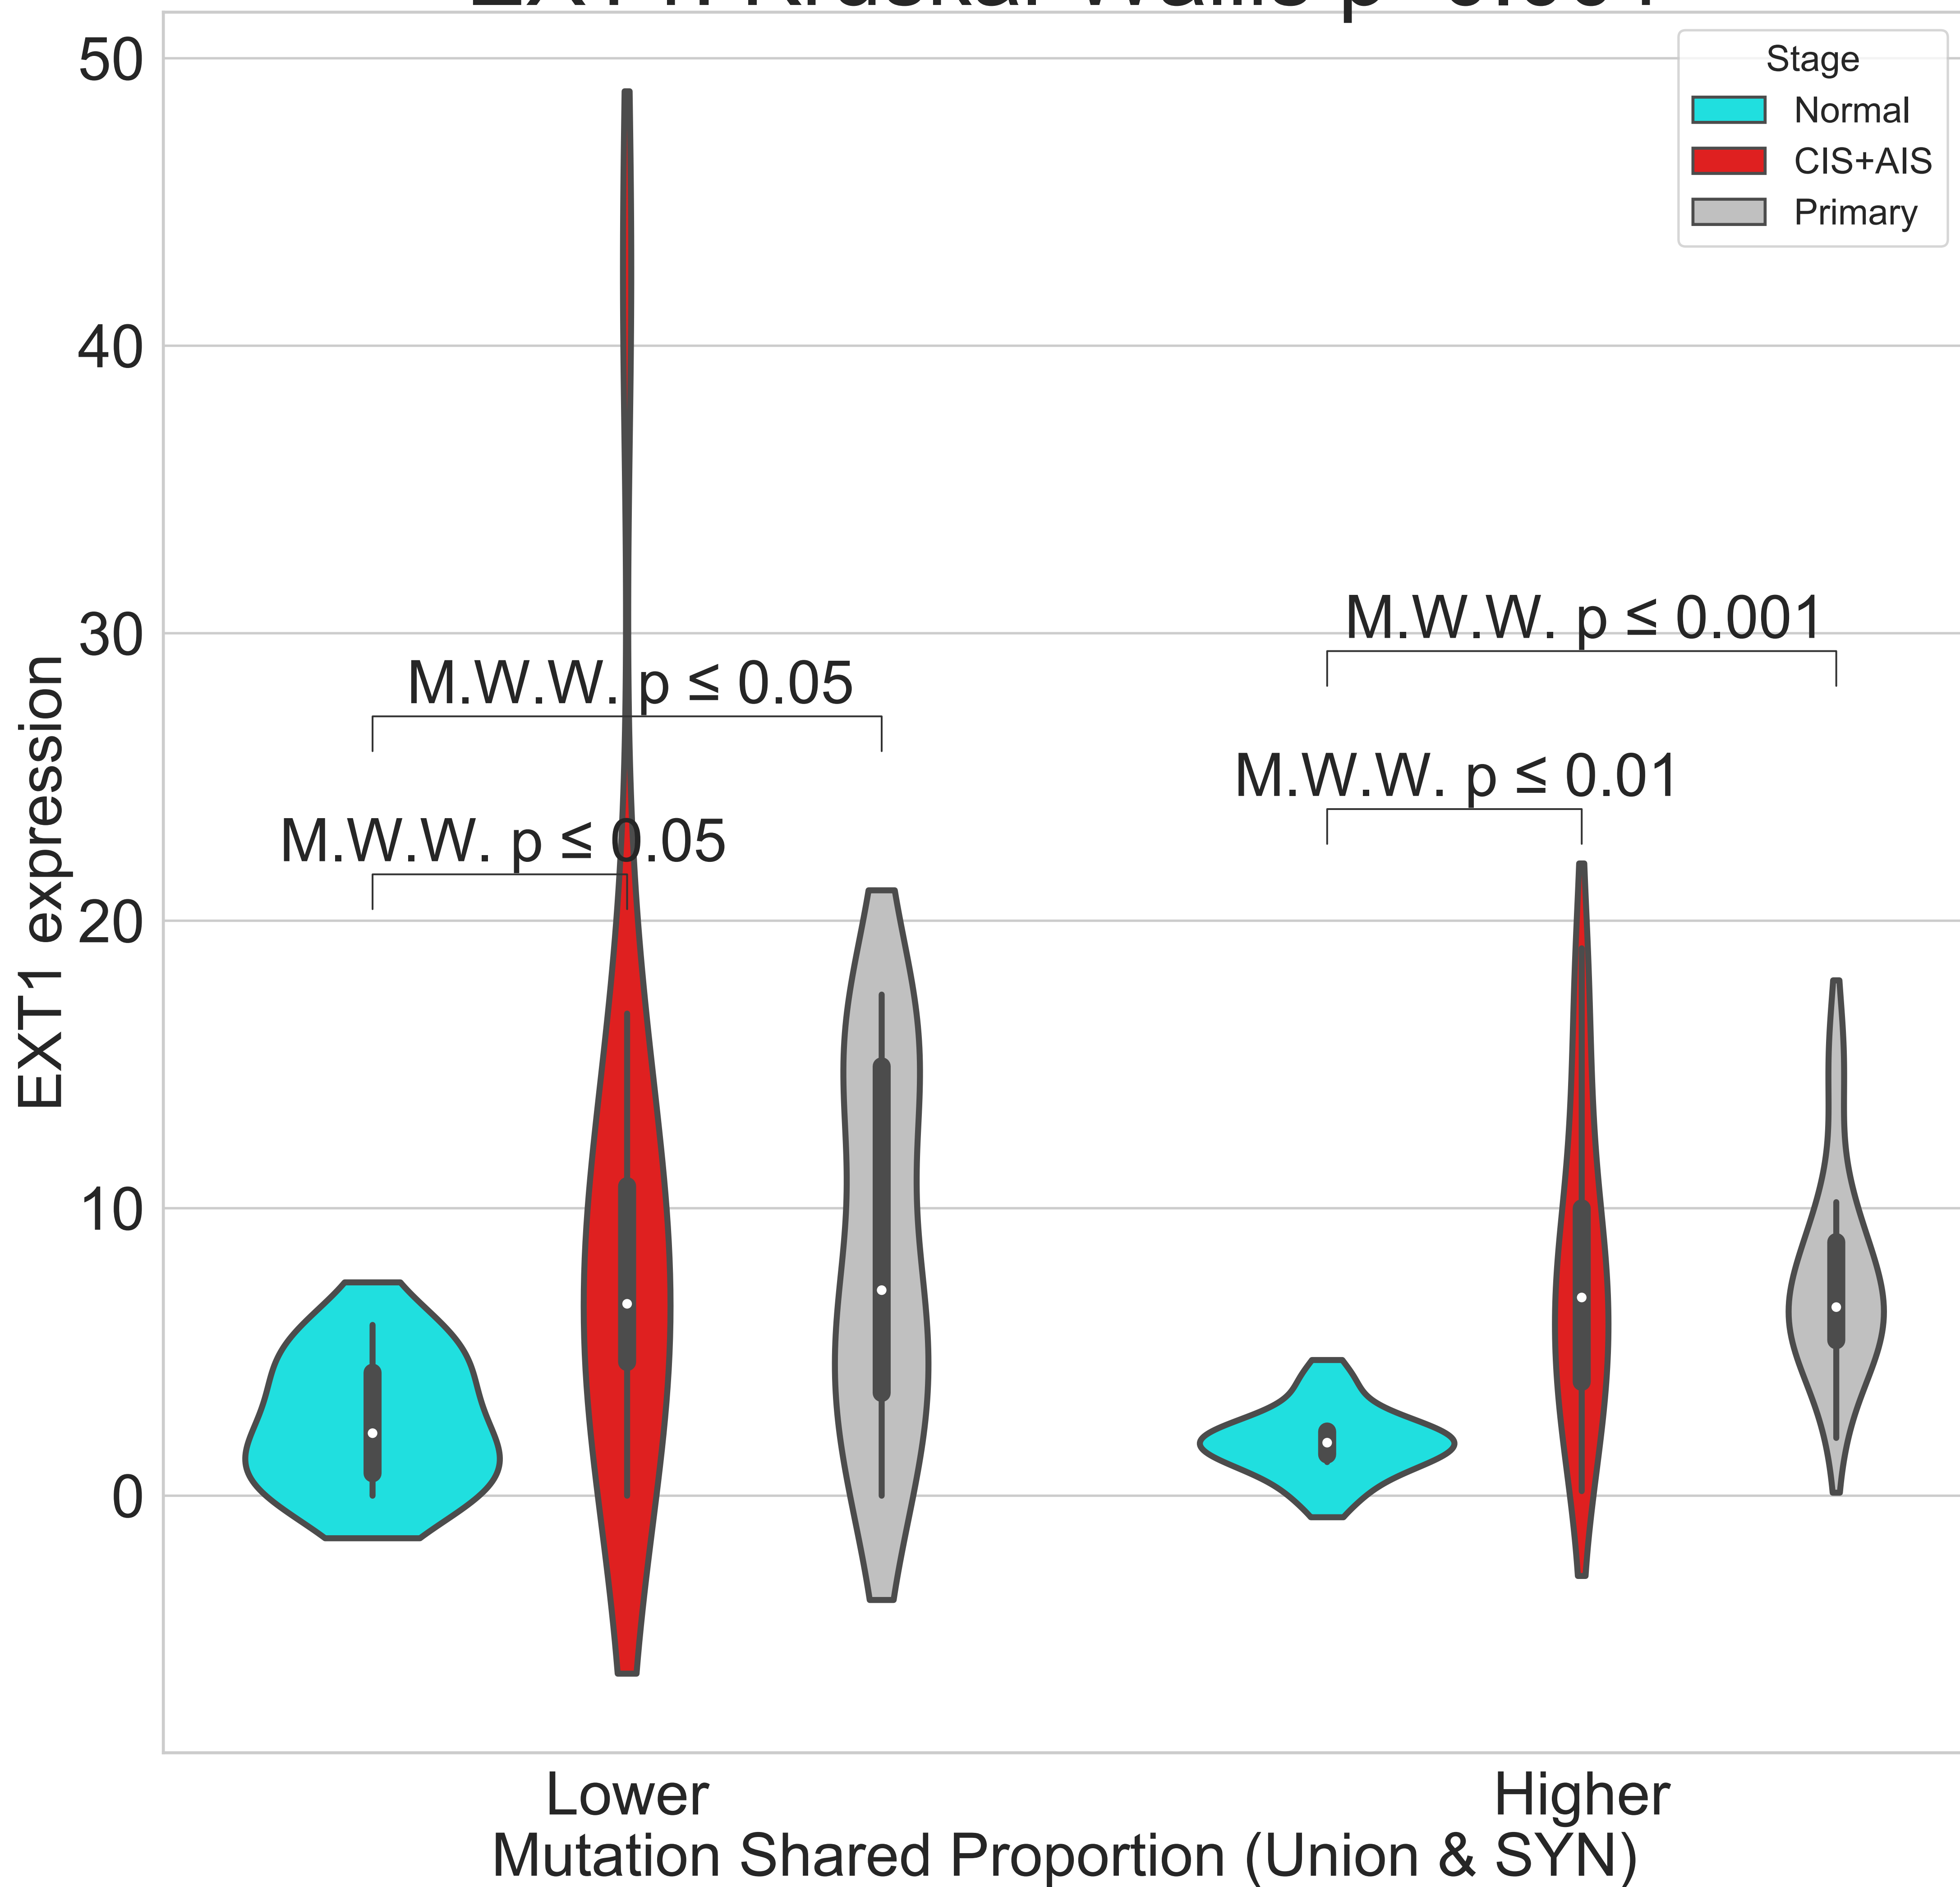 50
40
30
20
10
0
EXT1 expression
Stage
Normal
CIS+AIS
Primary
M.W.W. p ≤ 0.001
M.W.W. p ≤ 0.05
M.W.W. p ≤ 0.01
M.W.W. p ≤ 0.05
Lower
Higher
Mutation Shared Proportion (Union & SYN)